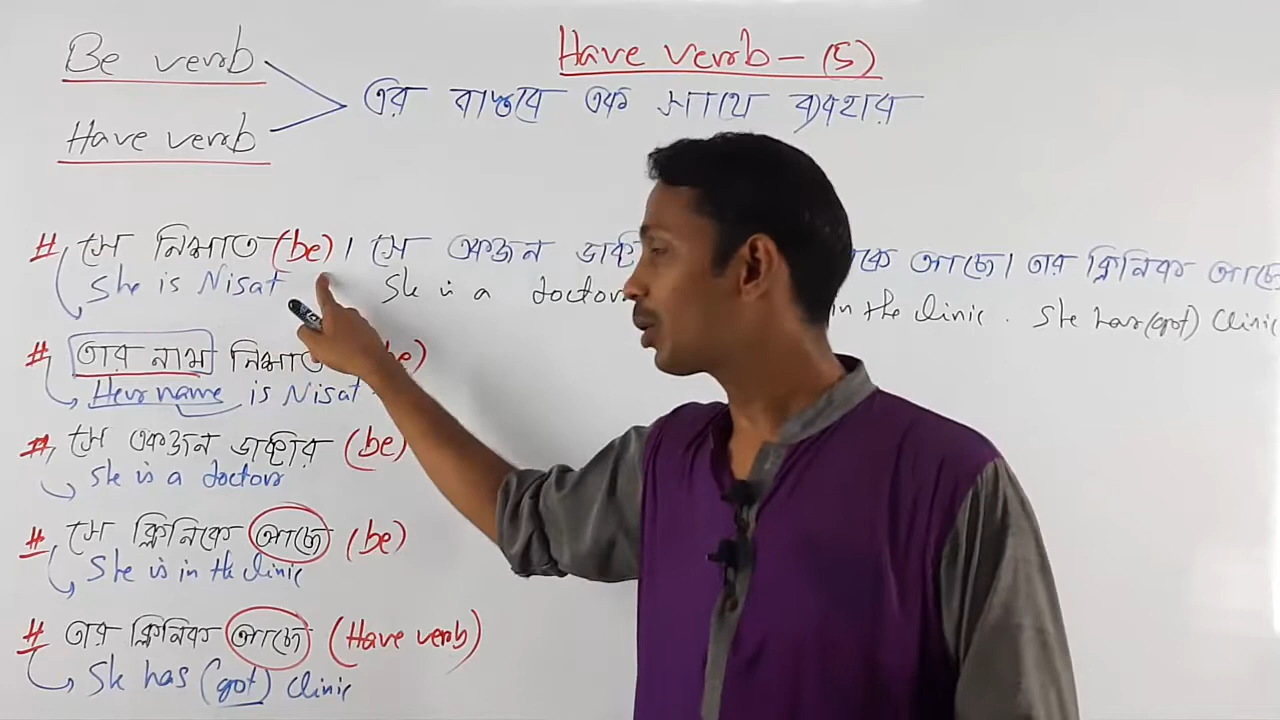 Be verb
Have verb
Have verb - (5)
এর বাস্তবে এক সাথে ব্যবহার
# সে নিসাত (be)। সে একজন আছে। তার ক্লিনিক আছে
She is Nisat She is a doctor in the clinic. She has (got) Clinic
# তার নাম নিসাত
Her name is Nisat
# সে একজন ডাক্তার (be)
She is a doctor
# সে ক্লিনিকে আছে (be)
She is in the clinic
# তার ক্লিনিক আছে (Have verb)
She has (got) Clinic